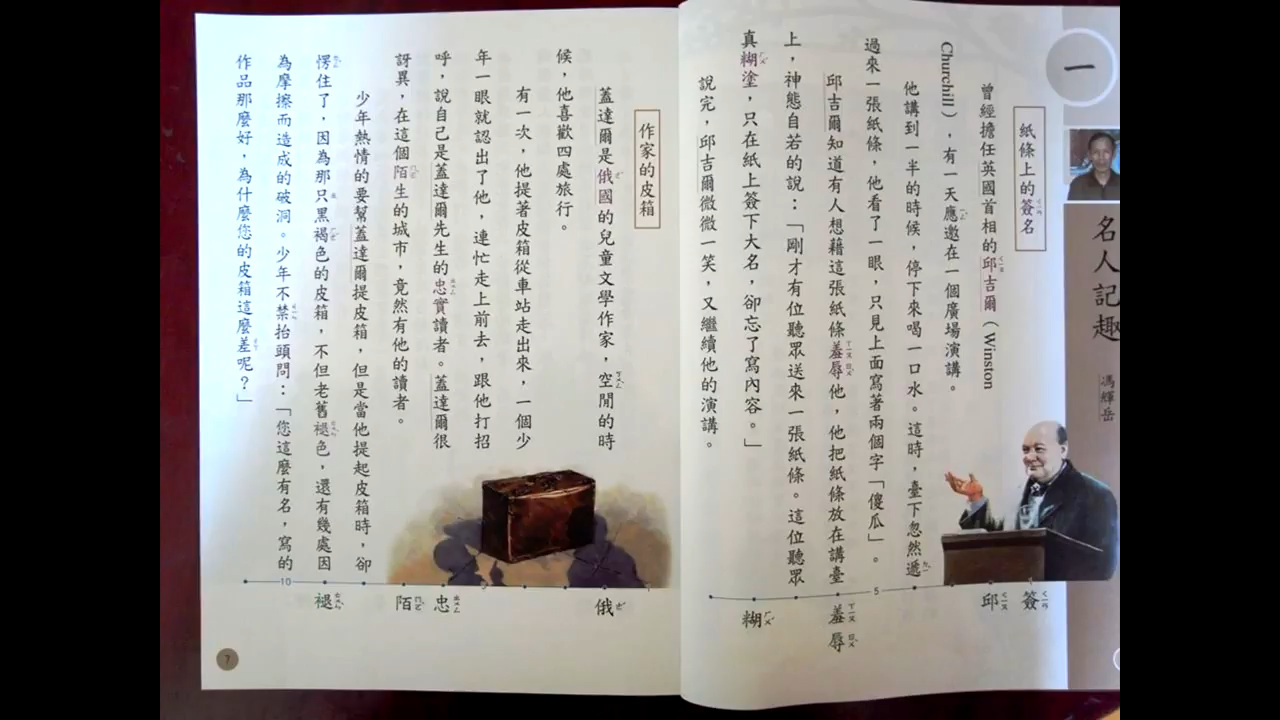 一
名人記趣
馮輝岳
紙條上的簽名
曾經擔任英國首相的邱吉爾（Winston
Churchill），有一天應邀在一個廣場演講。
他講到一半的時候，停下來喝一口水。這時，臺下忽然遞
過來一張紙條，他看了一眼，只見上面寫著兩個字「傻瓜」。
邱吉爾知道有人想藉這張紙條羞辱他，他把紙條放在講臺
上，神態自若的說：「剛才有位聽眾送來一張紙條。這位聽眾
真糊塗，只在紙上簽下大名，卻忘了寫內容。」
說完，邱吉爾微微一笑，又繼續他的演講。
5
簽
邱
羞辱
糊
作家的皮箱
蓋達爾是俄國的兒童文學作家，空閒的時
候，他喜歡四處旅行。
有一次，他提著皮箱從車站走出來，一個少
年一眼就認出了他，連忙走上前去，跟他打招
呼，說自己是蓋達爾先生的忠實讀者。蓋達爾很
訝異，在這個陌生的城市，竟然有他的讀者。
少年熱情的要幫蓋達爾提皮箱，但是當他提起皮箱時，卻
愣住了，因為那只黑褐色的皮箱，不但老舊褪色，還有幾處因
為摩擦而造成的破洞。少年不禁抬頭問：「您這麼有名，寫的
作品那麼好，為什麼您的皮箱這麼差呢？」
10
俄
忠
陌
褪
7